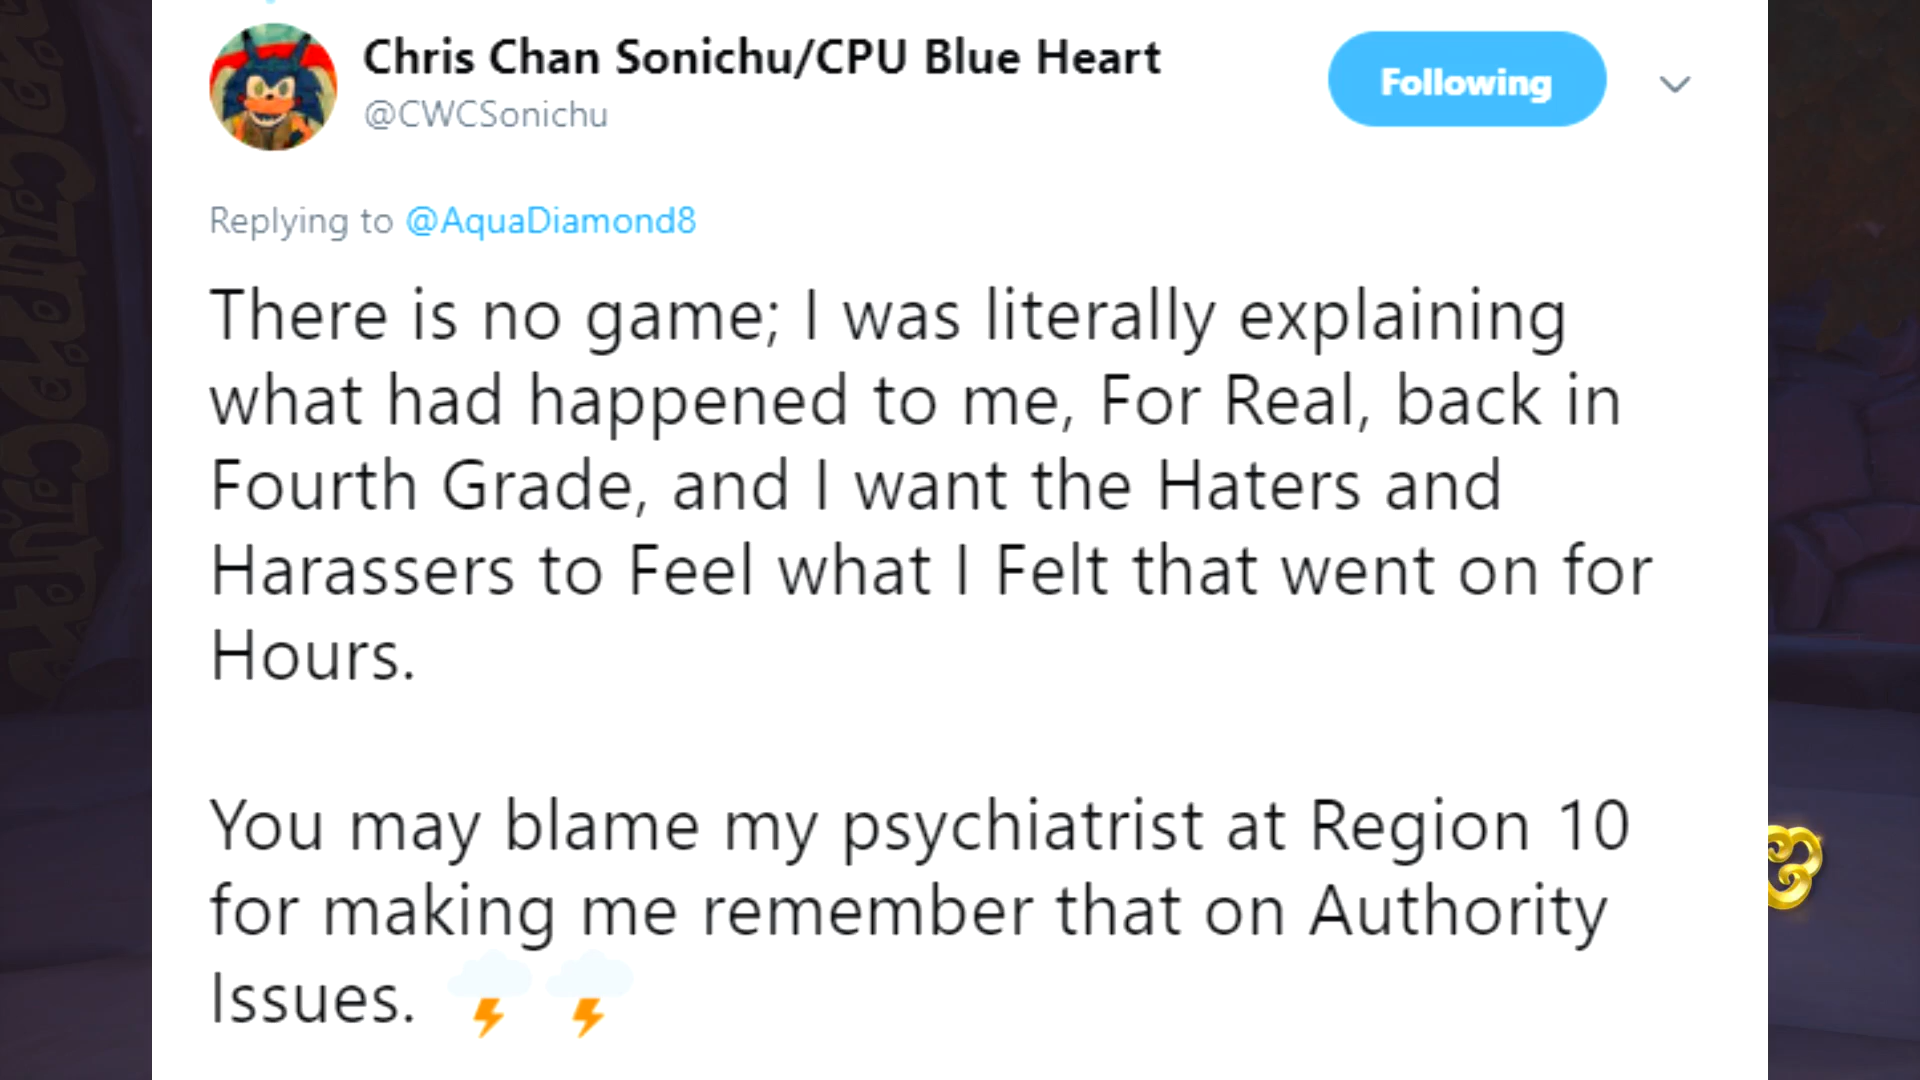 Chris Chan Sonichu/CPU Blue Heart
@CWCSonichu
Following
Replying to @AquaDiamond8
There is no game; I was literally explaining
what had happened to me, For Real, back in
Fourth Grade, and I want the Haters and
Harassers to Feel what I Felt that went on for
Hours.
You may blame my psychiatrist at Region 10
for making me remember that on Authority
Issues.